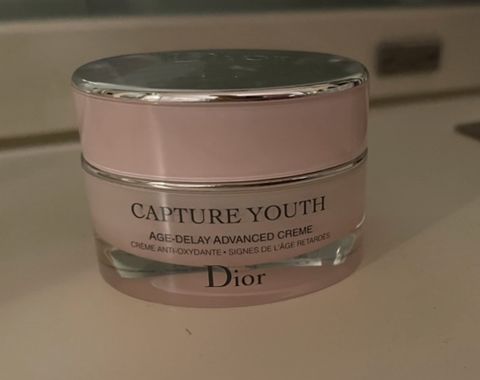 CAPTURE YOUTH
AGE-DELAY ADVANCED CREME
CRÈME ANTI-OXYDANTE • SIGNES DE L'ÂGE RETARDÉS
Dior